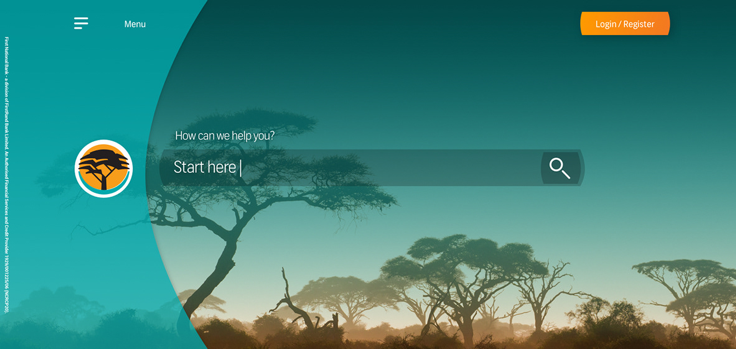 Menu
Login / Register
How can we help you?
Start here
First National Bank - a division of FirstRand Bank Limited. An Authorised Financial Services and Credit Provider